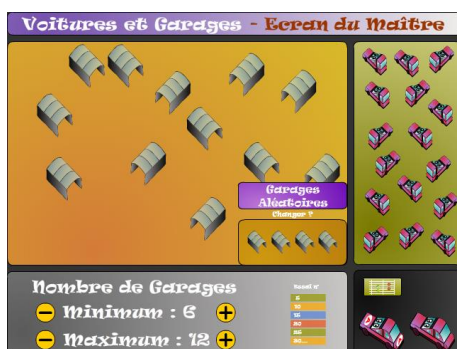 Voitures et Garages - Ecran du Maître
Garages
Aléatoires
Changer ?
Nombre de Garages
Minimum : 6
Maximum : 12